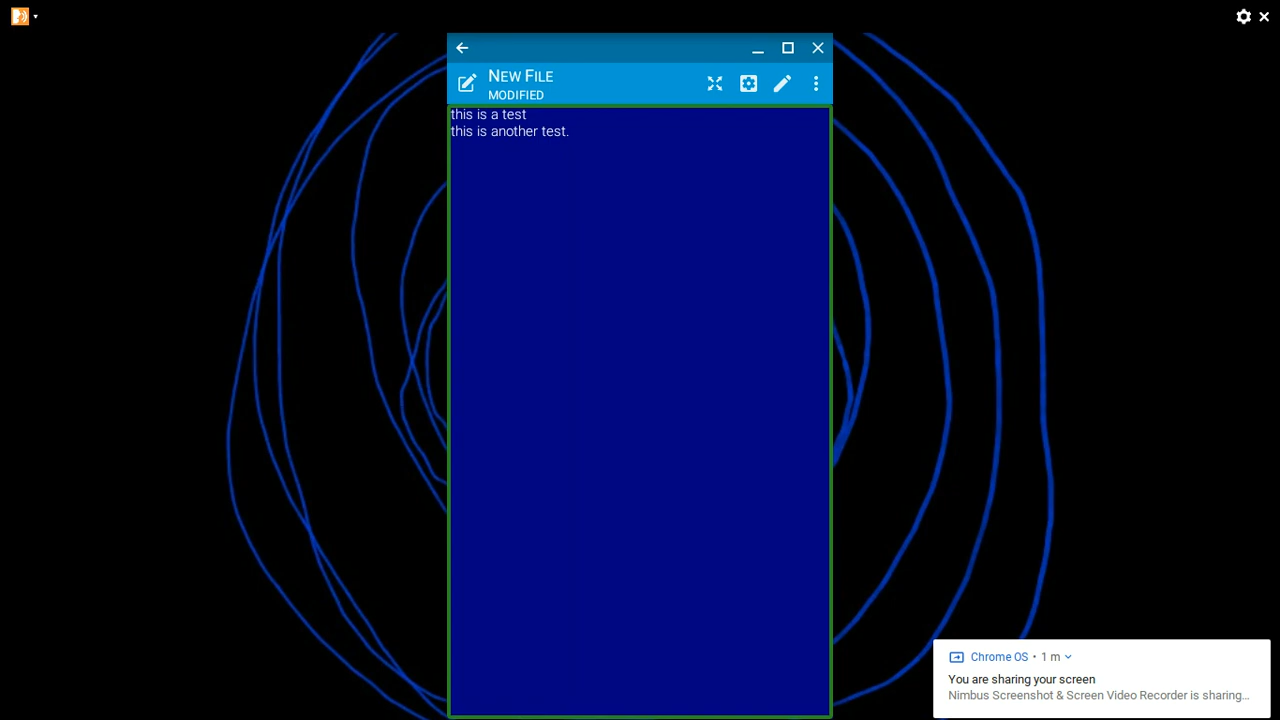 NEW FILE
MODIFIED
this is a test
this is another test.
Chrome OS • 1 m
You are sharing your screen
Nimbus Screenshot & Screen Video Recorder is sharing...